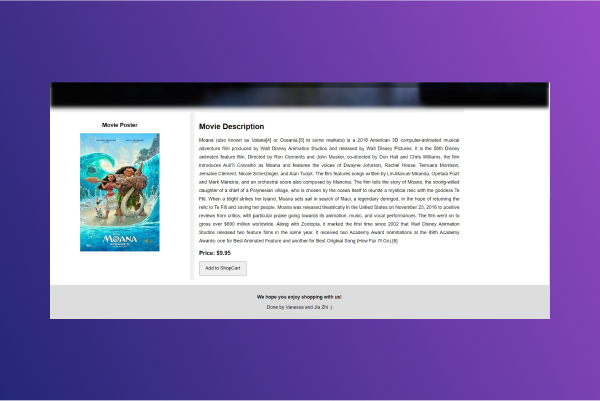 Movie Poster
MOANA
Movie Description
Moana (also known as Vaiana[4] or Oceania,[5] in some markets) is a 2016 American 3D computer-animated musical
adventure film produced by Walt Disney Animation Studios and released by Walt Disney Pictures. It is the 56th Disney
animated feature film. Directed by Ron Clements and John Musker, co-directed by Don Hall and Chris Williams, the film
introduces Auliʻi Cravalho as Moana and features the voices of Dwayne Johnson, Rachel House, Temuera Morrison,
Jemaine Clement, Nicole Scherzinger, and Alan Tudyk. The film features songs written by Lin-Manuel Miranda, Opetaia Foaʻi
and Mark Mancina, and an orchestral score also composed by Mancina. The film tells the story of Moana, the strong-willed
daughter of a chief of a Polynesian village, who is chosen by the ocean itself to reunite a mystical relic with the goddess Te
Fiti. When a blight strikes her island, Moana sets sail in search of Maui, a legendary demigod, in the hope of returning the
relic to Te Fiti and saving her people. Moana was released theatrically in the United States on November 23, 2016 to positive
reviews from critics, with particular praise going towards its animation, music, and vocal performances. The film went on to
gross over $690 million worldwide. Along with Zootopia, it marked the first time since 2002 that Walt Disney Animation
Studios released two feature films in the same year. It received two Academy Award nominations at the 89th Academy
Awards: one for Best Animated Feature and another for Best Original Song (How Far I'll Go).[6]
Price: $9.95
Add to ShopCart
We hope you enjoy shopping with us!
Done by Vanessa and Jia Zhi :)